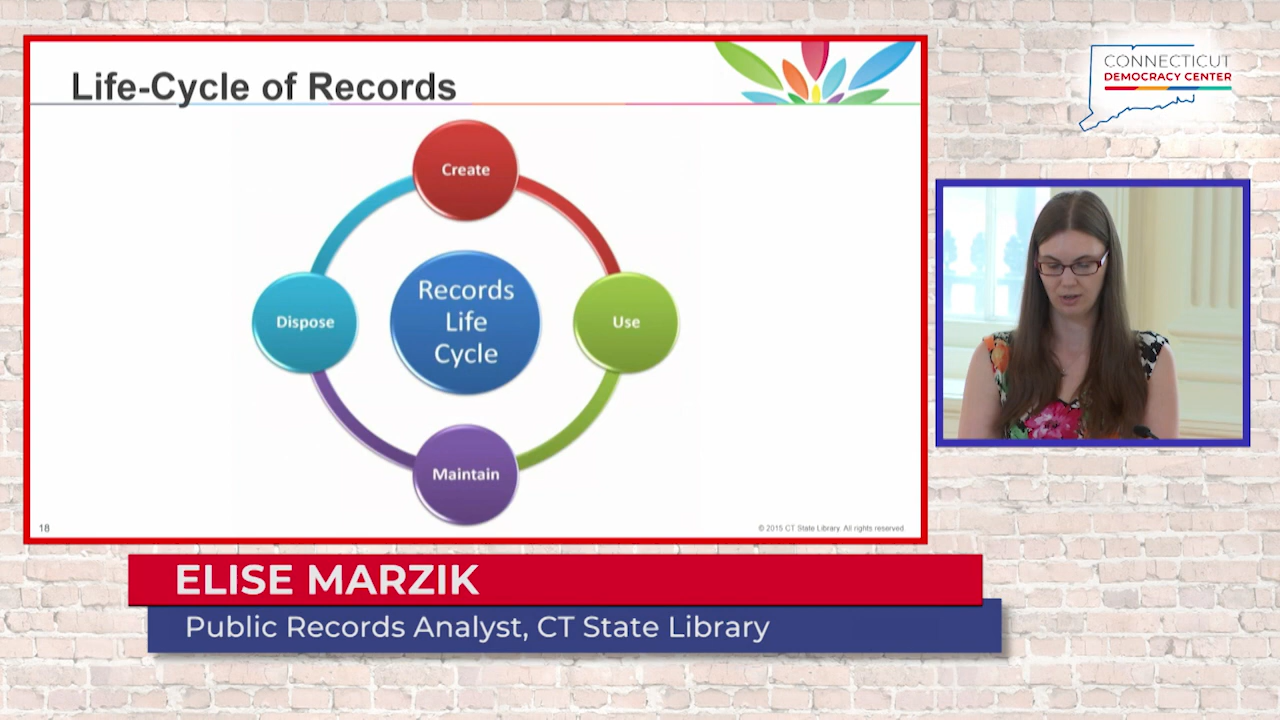 Life-Cycle of Records
Create
Records
Life
Cycle
Dispose
Use
Maintain
18
© 2015 CT State Library. All rights reserved
CONNECTICUT
DEMOCRACY CENTER
ELISE MARZIK
Public Records Analyst, CT State Library